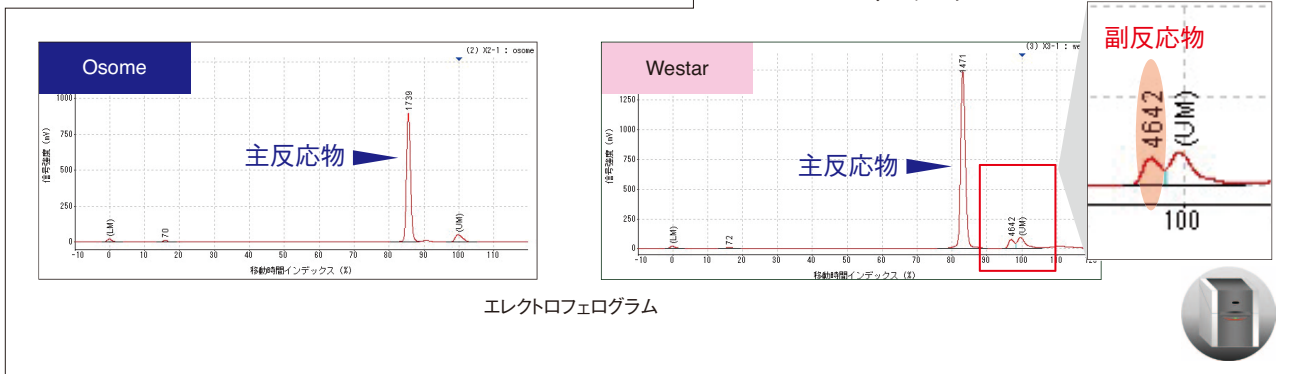 Osome
(2) X2-1 : osome
1000
750
500
250
0
信号強度 (mV)
1739
主反応物
(LM)
70
(UM)
-10 0 10 20 30 40 50 60 70 80 90 100 110
移動時間インデックス (%)
Westar
(3) X3-1 : we
1250
1000
750
500
250
0
信号強度 (mV)
1471
主反応物
(LM)
172
4642
(UM)
-10 0 10 20 30 40 50 60 70 80 90 100 110 120
移動時間インデックス (%)
副反応物
4642
(UM)
100
エレクトロフェログラム